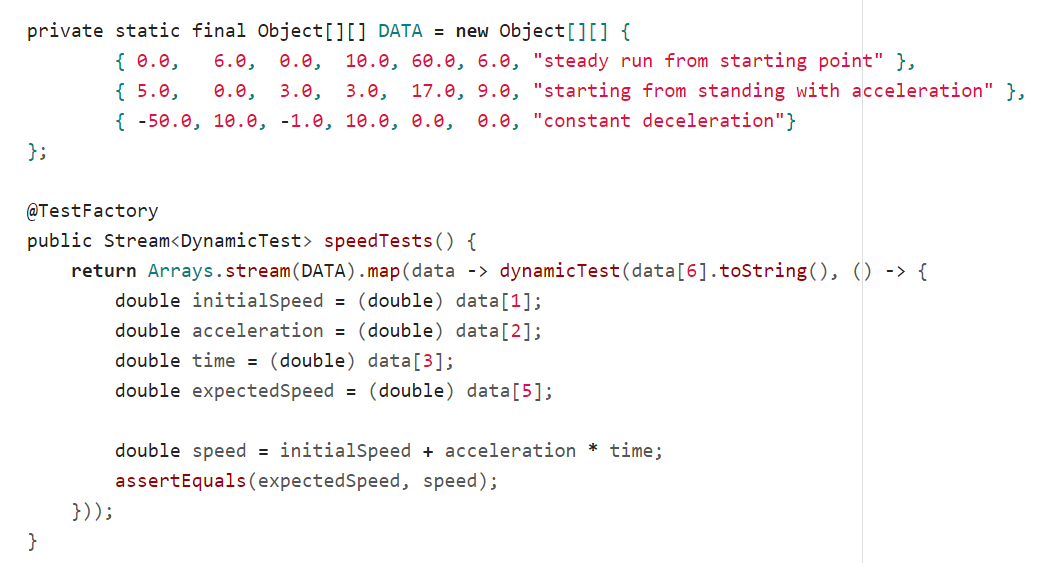 private static final Object[][] DATA = new Object[][] {
        { 0.0,   6.0,  0.0,  10.0, 60.0, 6.0, "steady run from starting point" },
        { 5.0,   0.0,  3.0,  3.0,  17.0, 9.0, "starting from standing with acceleration" },
        { -50.0, 10.0, -1.0, 10.0, 0.0,  0.0, "constant deceleration"}
};

@TestFactory
public Stream<DynamicTest> speedTests() {
    return Arrays.stream(DATA).map(data -> dynamicTest(data[6].toString(), () -> {
        double initialSpeed = (double) data[1];
        double acceleration = (double) data[2];
        double time = (double) data[3];
        double expectedSpeed = (double) data[5];

        double speed = initialSpeed + acceleration * time;
        assertEquals(expectedSpeed, speed);
    }));
}